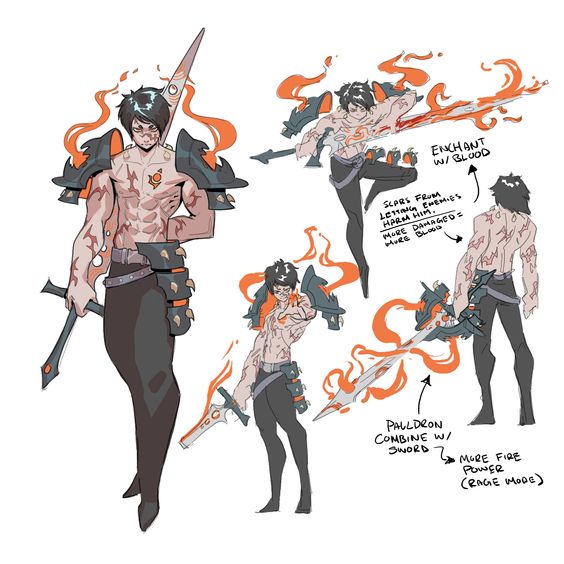 ENCHANT
W/ BLOOD
SCARS FROM
LETTING ENEMIES
HARM HIM.
MORE DAMAGED =
MORE BLOOD
PAULDRON
COMBINE W/
SWORD
MORE FIRE
POWER
(RAGE MODE)